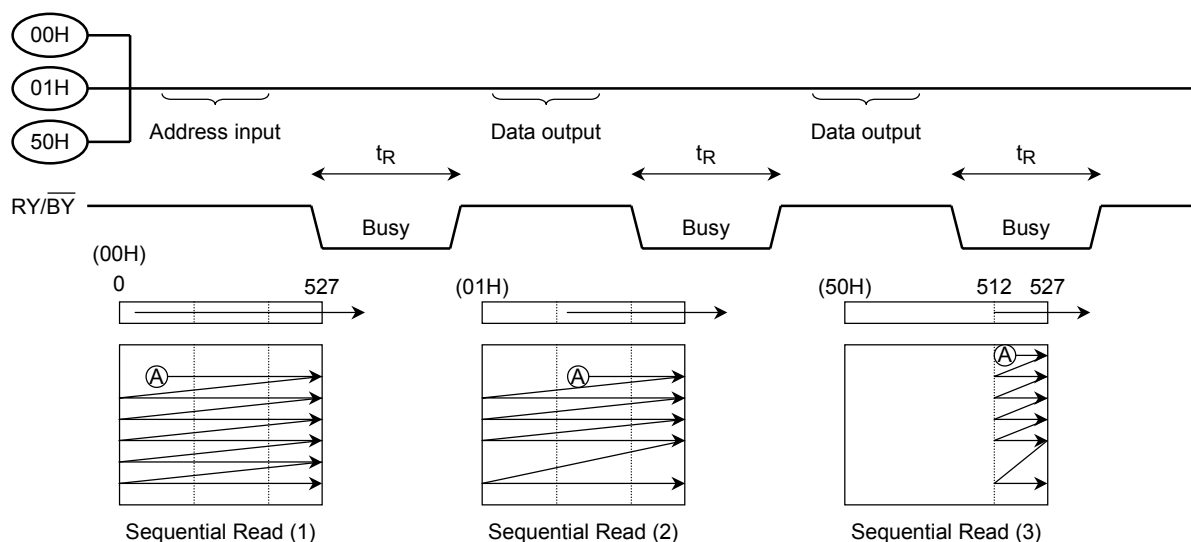 00H
01H
50H
Address input
Data output
Data output
tR
tR
tR
RY/BY
Busy
Busy
Busy
(00H)
0
527
(01H)
(50H)
512
527
A
A
A
Sequential Read (1)
Sequential Read (2)
Sequential Read (3)